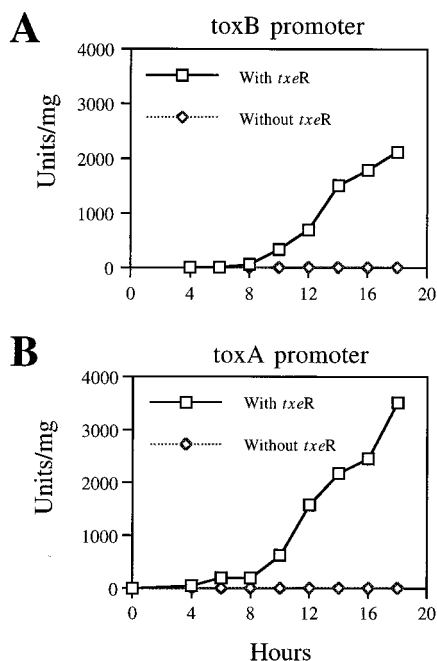 A
toxB promoter
4000
3000
2000
1000
0
Units/mg
With txeR
Without txeR
0 4 8 12 16 20
B
toxA promoter
4000
3000
2000
1000
0
Units/mg
With txeR
Without txeR
0 4 8 12 16 20
Hours